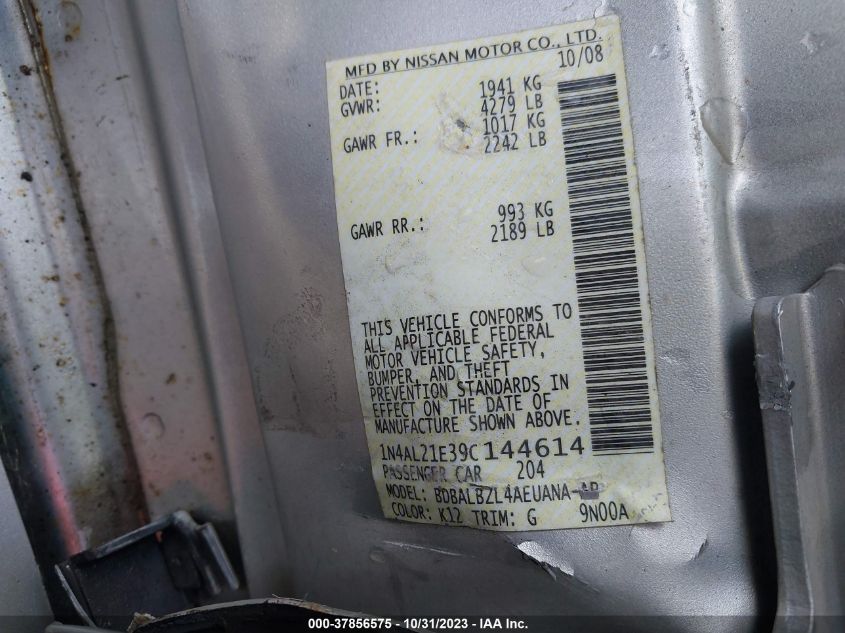 MFD BY NISSAN MOTOR CO., LTD.
DATE: 10/08
GVWR: 1941 KG
4279 LB
GAWR FR.: 1017 KG
2242 LB
GAWR RR.: 993 KG
2189 LB
THIS VEHICLE CONFORMS TO
ALL APPLICABLE FEDERAL
MOTOR VEHICLE SAFETY,
BUMPER, AND THEFT
PREVENTION STANDARDS IN
EFFECT ON THE DATE OF
MANUFACTURE SHOWN ABOVE.
1N4AL21E39C144614
PASSENGER CAR 204
MODEL: BDBALBZL4AEUANA-
COLOR: K12 TRIM: G 9N00A
000-37856575 - 10/31/2023 - © IAA Inc.